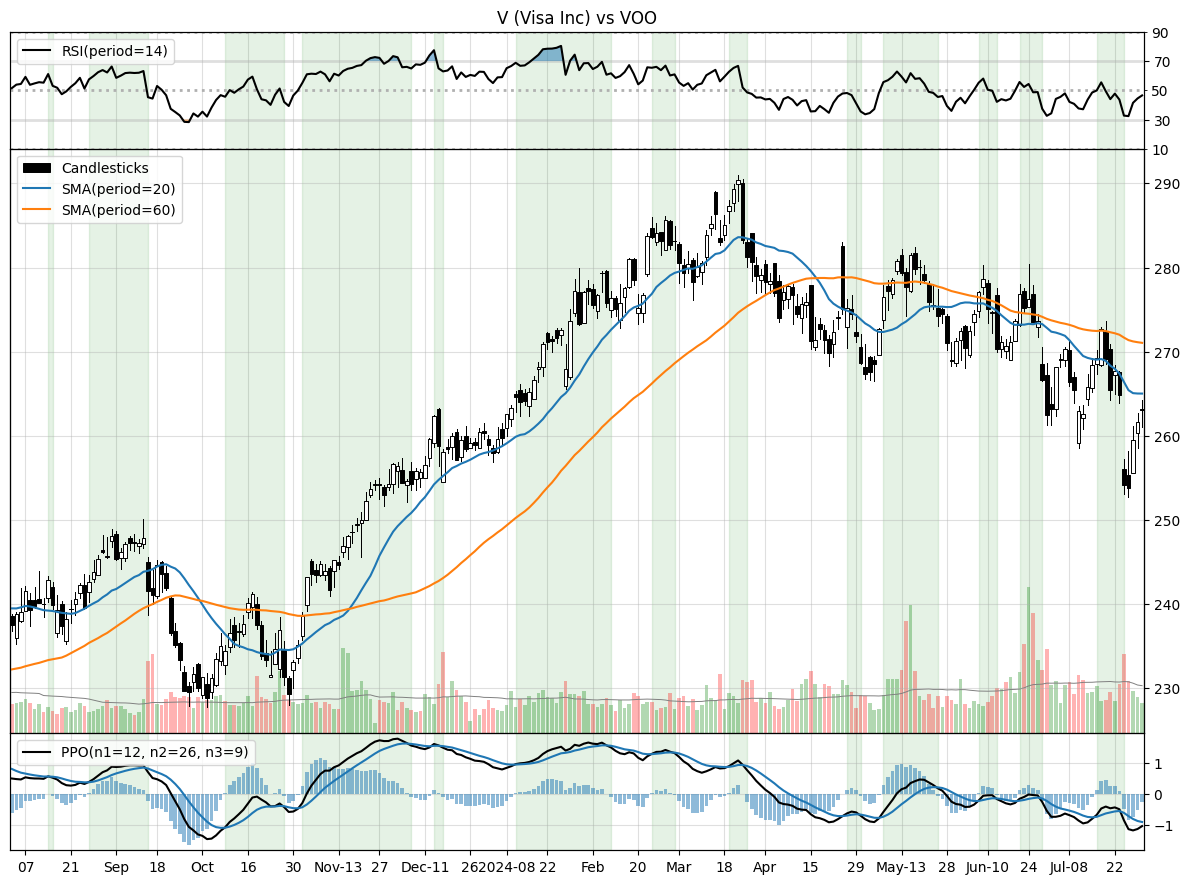 V (Visa Inc) vs VOO
RSI(period=14)
90
70
50
30
10
Candlesticks
SMA(period=20)
SMA(period=60)
290
280
270
260
250
240
230
PPO(n1=12, n2=26, n3=9)
1
0
−1
07 21 Sep 18 Oct 16 30 Nov-13 27 Dec-11 26 2024-08 22 Feb 20 Mar 18 Apr 15 29 May-13 28 Jun-10 24 Jul-08 22